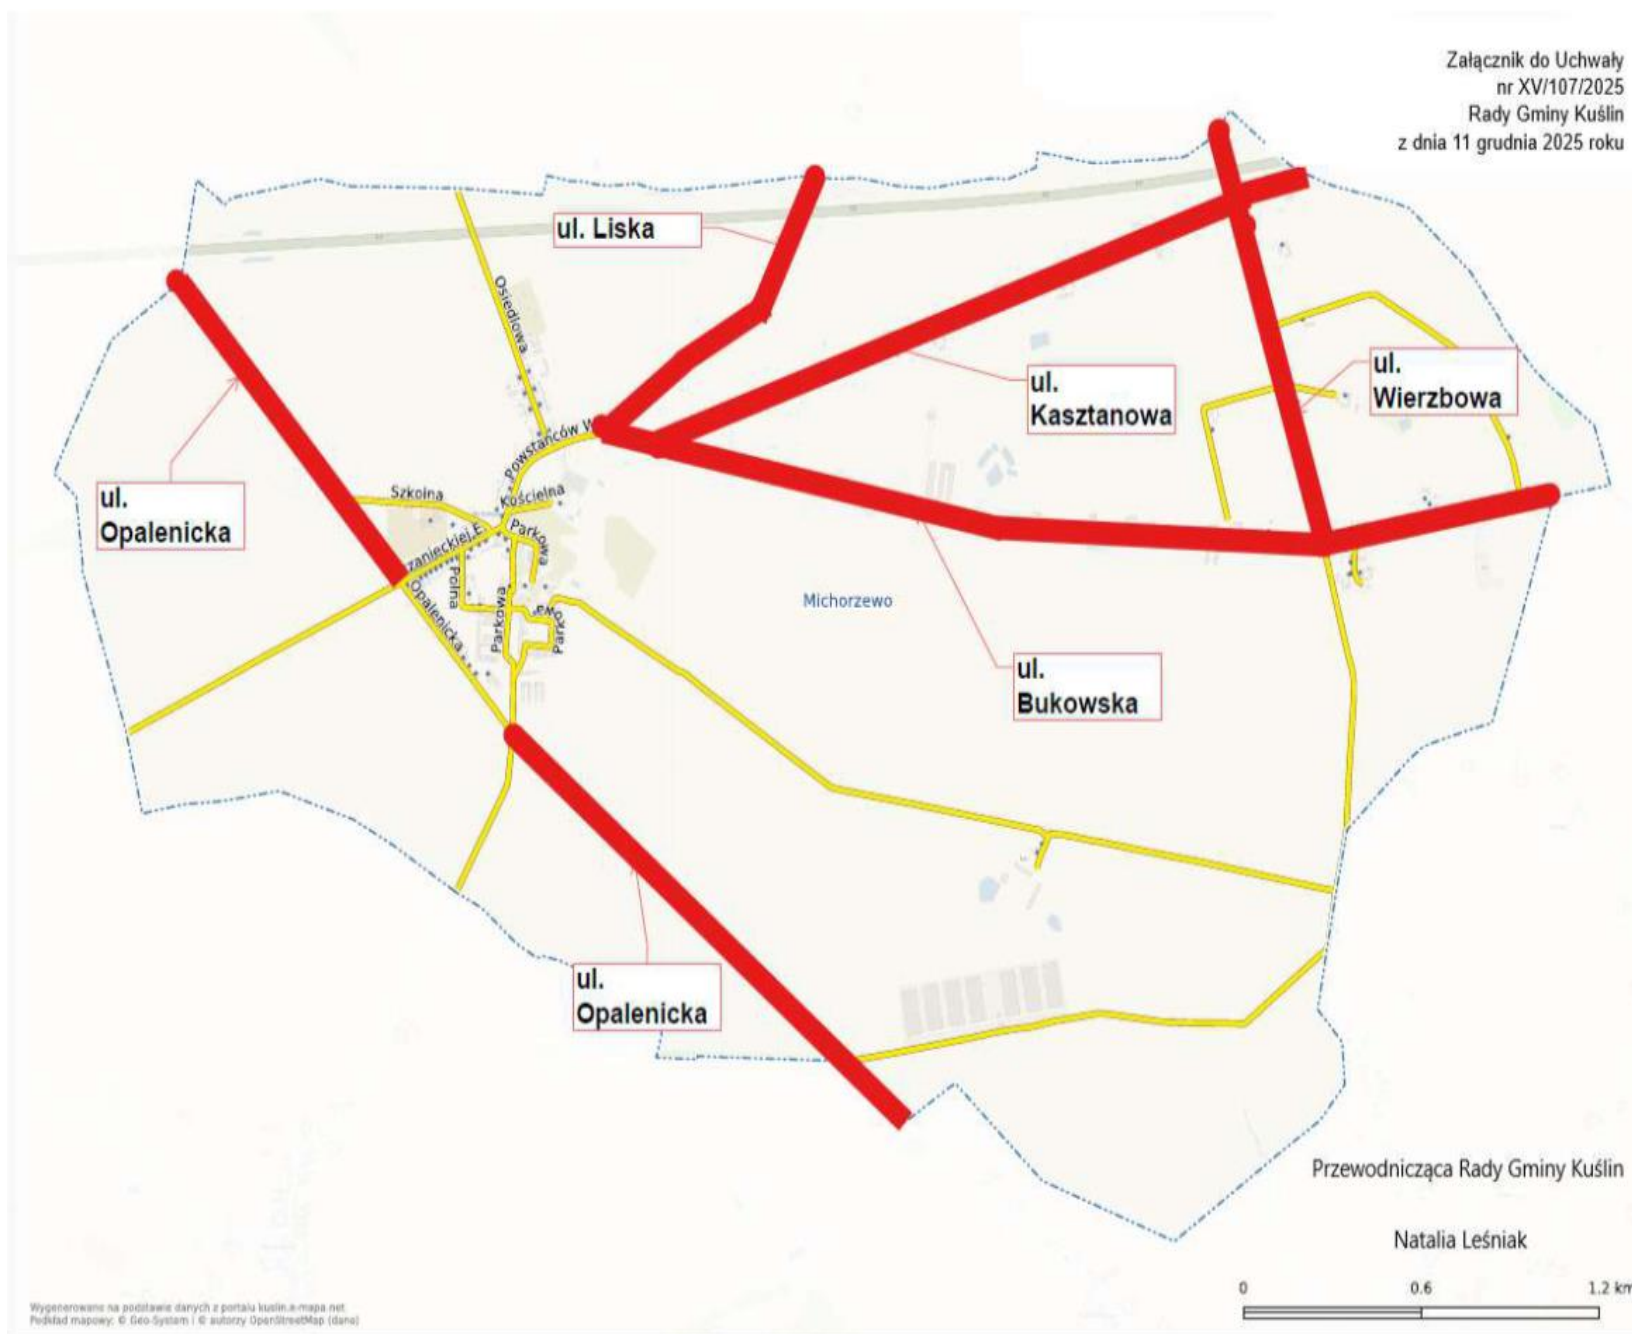 Załącznik do Uchwały
nr XV/107/2025
Rady Gminy Kuślin
z dnia 11 grudnia 2025 roku
ul. Liska
Osiedlowa
ul.
Kasztanowa
ul.
Wierzbowa
Powstańców W
ul.
Opalenicka
Szkolna
Kościelna
Parkowa
zanieckiej E.
Polna
Opalenicka
Parkowa
Parkowa
Michorzewo
ul.
Bukowska
ul.
Opalenicka
Przewodnicząca Rady Gminy Kuślin
Natalia Leśniak
0 0.6 1.2 km
Wygenerowano na podstawie danych z portalu kuslin.e-mapa.net
Podkład mapowy: © Geo-System | © autorzy OpenStreetMap (dane)